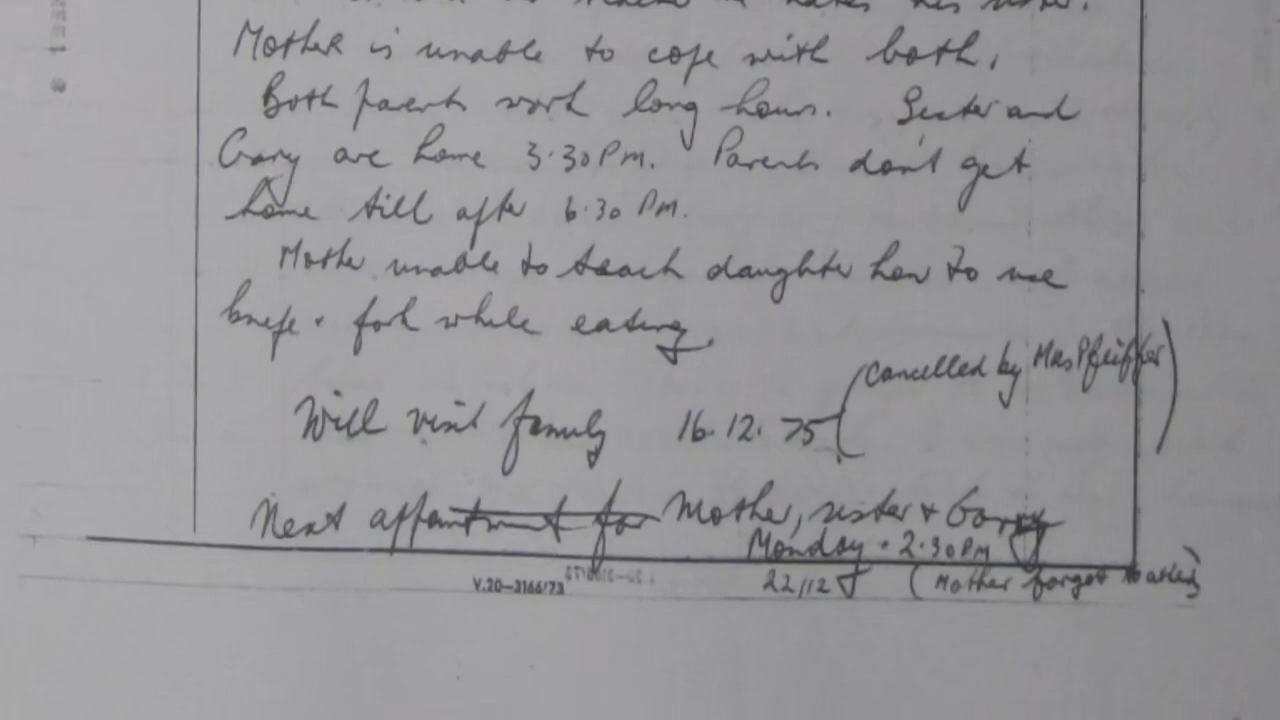 hates his sister.
Mother is unable to cope with both.
Both parents work long hours. Sister and
Gary are home 3.30 PM. Parents don't get
home till after 6.30 PM.
Mother unable to teach daughter how to use
knife + fork while eating.
(Cancelled by Mrs Pfeiffer)
Will visit family 16.12.75
Next appointment for Mother, sister + Gary
Monday. 2.30 PM
22/12 (Mother forgot
V.20—3166/73